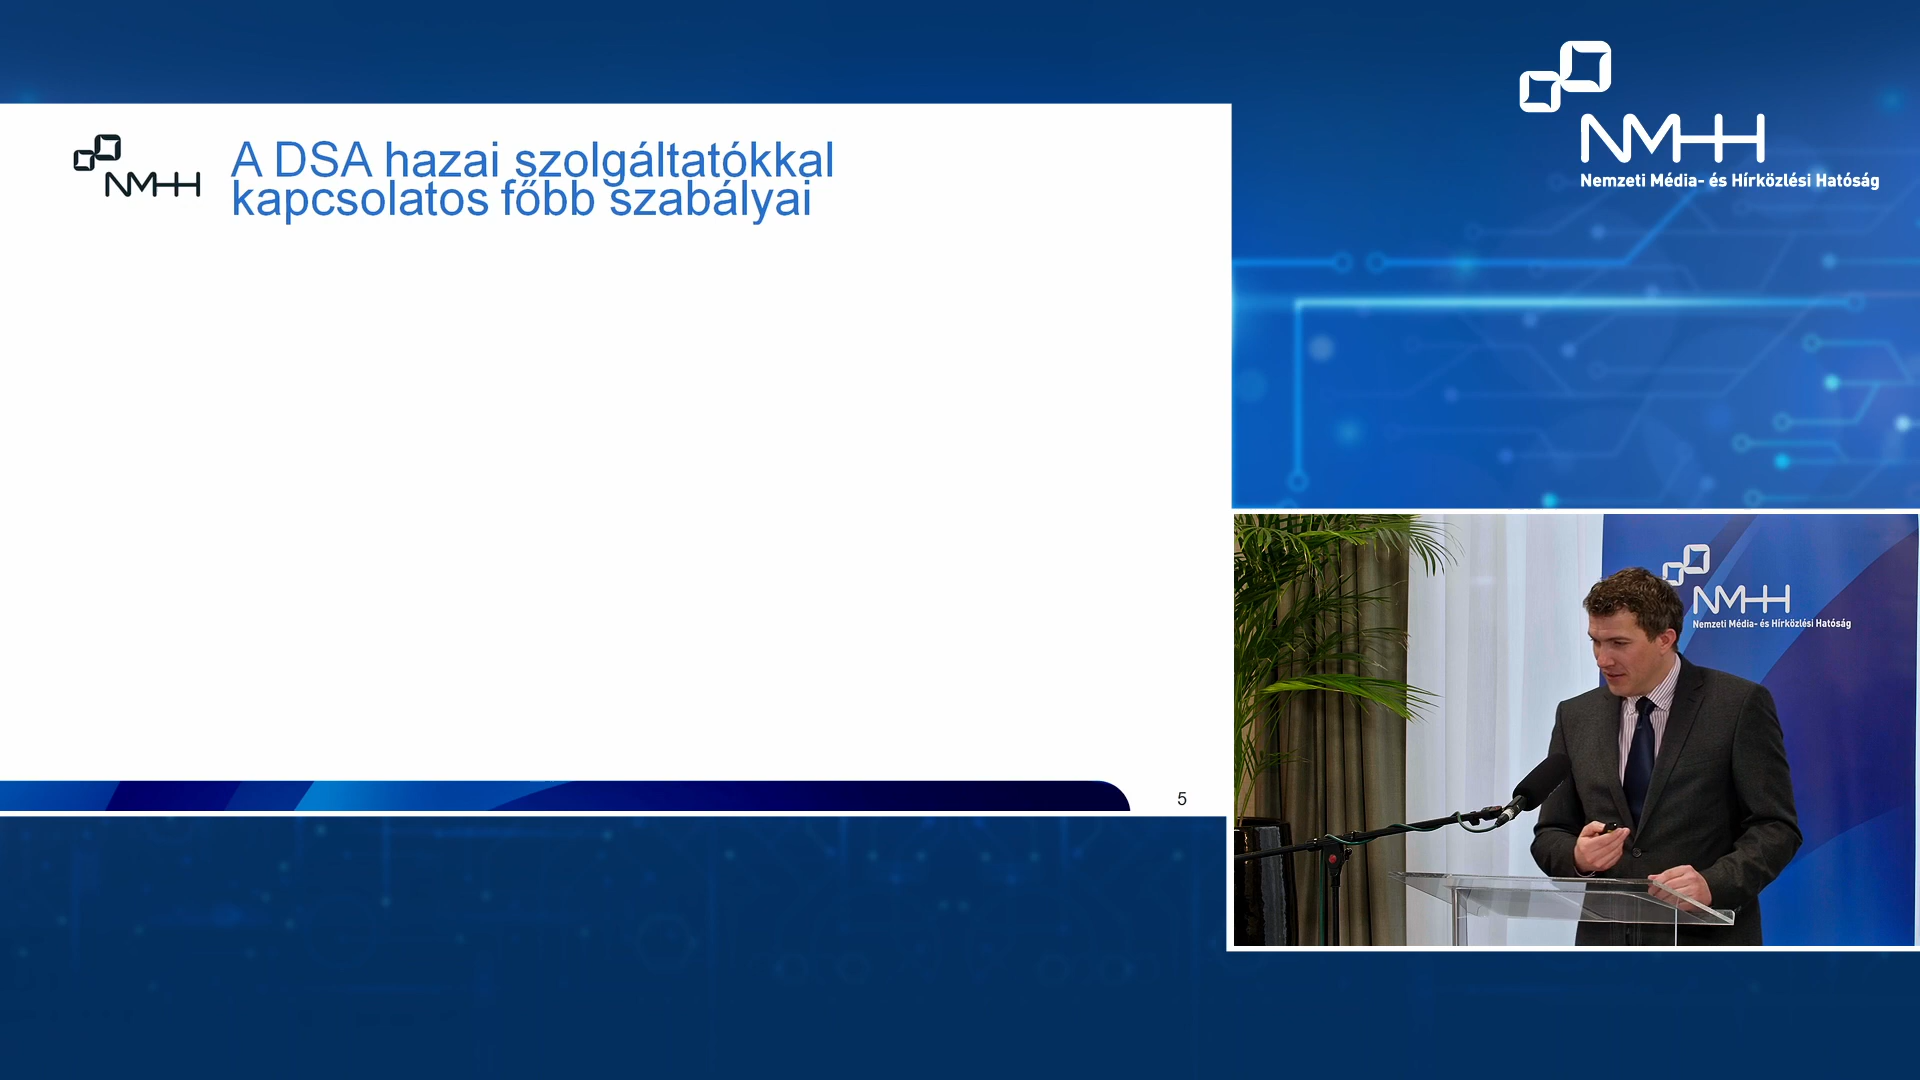 NMHH
Nemzeti Média- és Hírközlési Hatóság
NMHH
A DSA hazai szolgáltatókkal
kapcsolatos főbb szabályai
5
NMHH
Nemzeti Média- és Hírközlési Hatóság